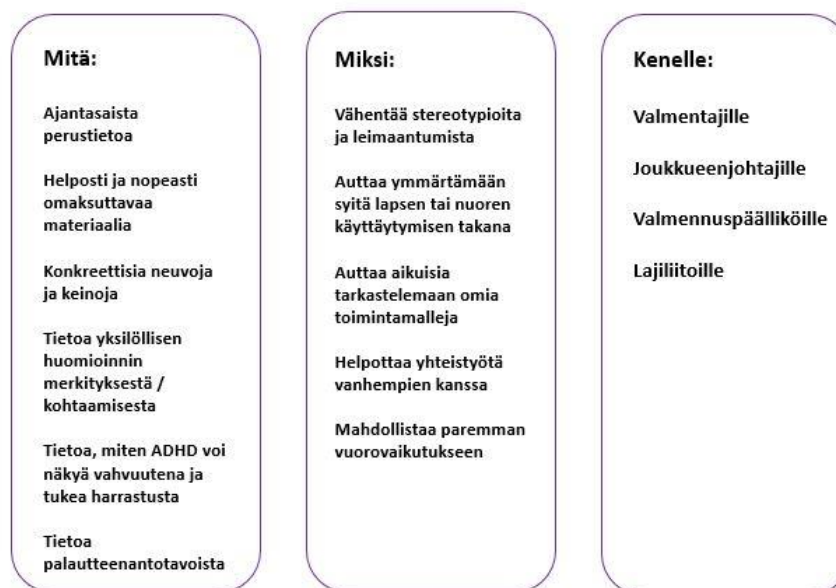 Mitä:
Ajantasaista
perustietoa
Helposti ja nopeasti
omaksuttavaa
materiaalia
Konkreettisia neuvoja
ja keinoja
Tietoa yksilöllisen
huomioinnin
merkityksestä /
kohtaamisesta
Tietoa, miten ADHD voi
näkyä vahvuutena ja
tukea harrastusta
Tietoa
palautteenantotavoista
Miksi:
Vähentää stereotypioita
ja leimaantumista
Auttaa ymmärtämään
syitä lapsen tai nuoren
käyttäytymisen takana
Auttaa aikuisia
tarkastelemaan omia
toimintamalleja
Helpottaa yhteistyötä
vanhempien kanssa
Mahdollistaa paremman
vuorovaikutukseen
Kenelle:
Valmentajille
Joukkueenjohtajille
Valmennuspäälliköille
Lajiliitoille